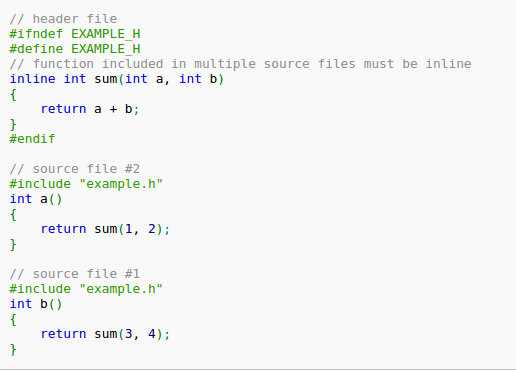 // header file
#ifndef EXAMPLE_H
#define EXAMPLE_H
// function included in multiple source files must be inline
inline int sum(int a, int b)
{
    return a + b;
}
#endif

// source file #2
#include "example.h"
int a()
{
    return sum(1, 2);
}

// source file #1
#include "example.h"
int b()
{
    return sum(3, 4);
}